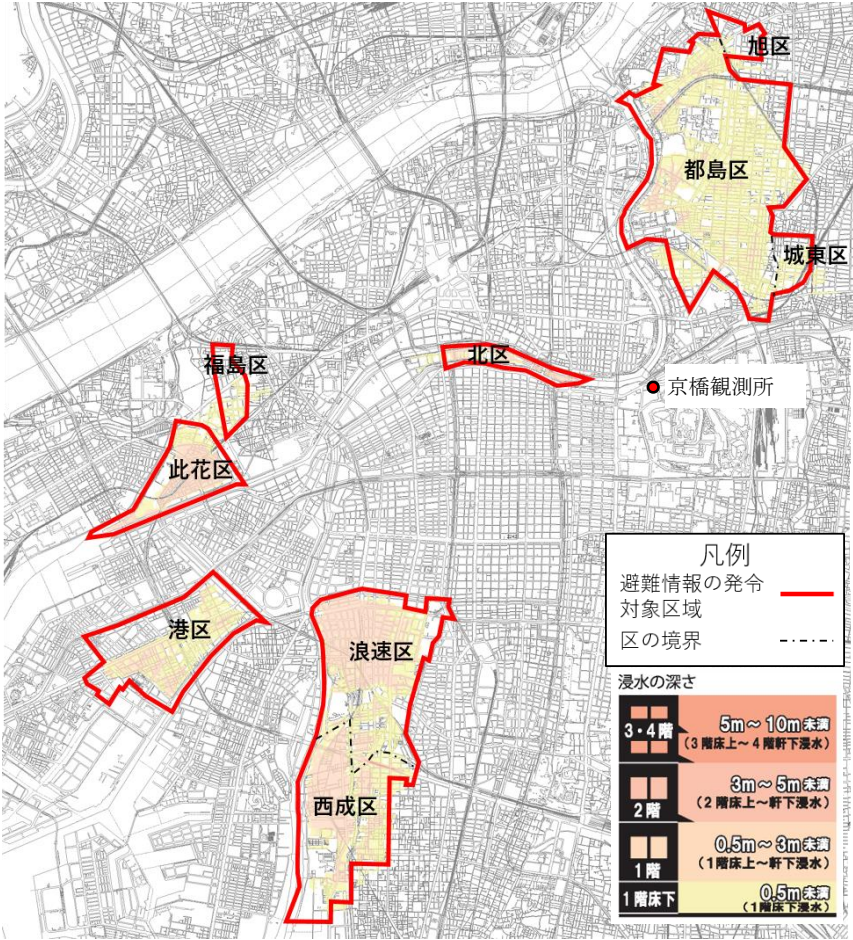 旭区
都島区
城東区
福島区
北区
京橋観測所
此花区
港区
浪速区
西成区
凡例
避難情報の発令
対象区域
区の境界
浸水の深さ
3・4階
5m～10m未満
(3階床上～4階軒下浸水)
2階
3m～5m未満
(2階床上～軒下浸水)
1階
0.5m～3m未満
(1階床上～軒下浸水)
1階床下
0.5m未満
(1階床下浸水)